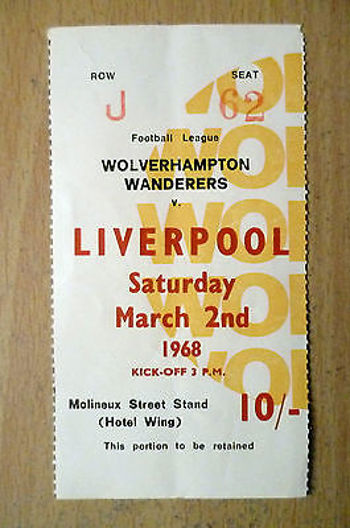 ROW SEAT
J 62
Football League
WOLVERHAMPTON
WANDERERS
v.
LIVERPOOL
Saturday
March 2nd
1968
KICK-OFF 3 P.M.
Molineux Street Stand 10/-
(Hotel Wing)
This portion to be retained